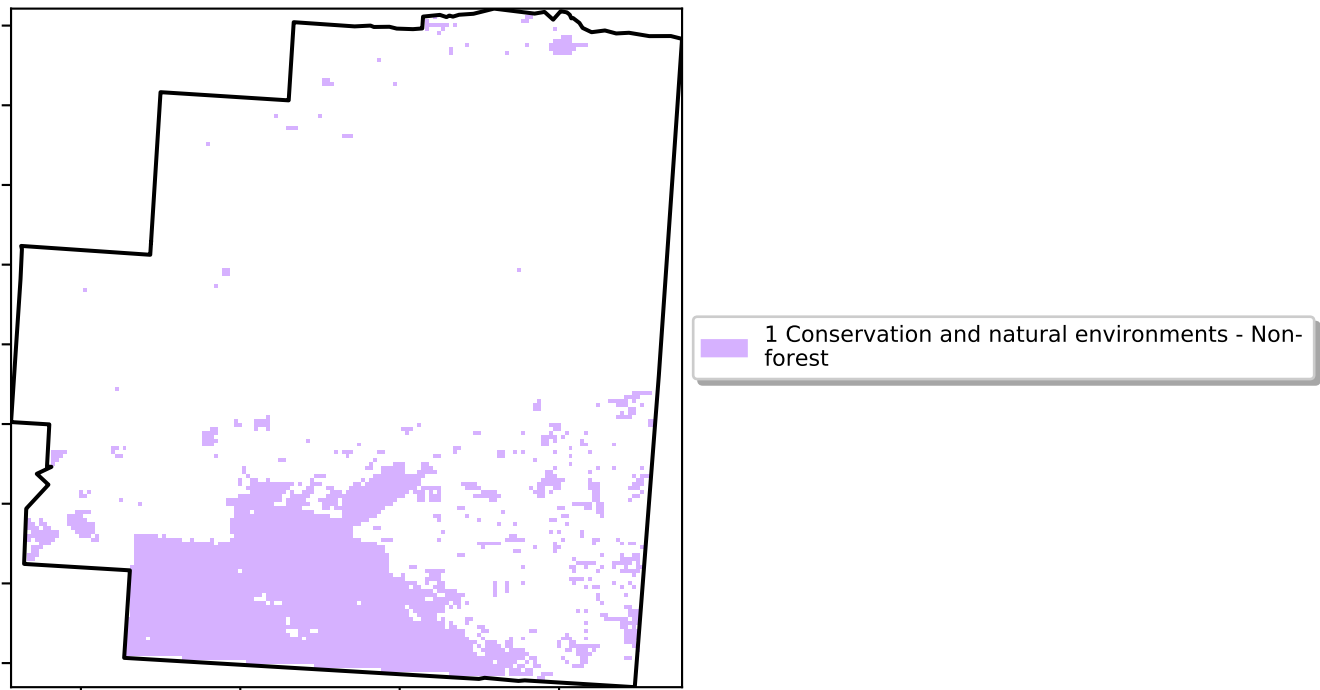 1 Conservation and natural environments - Non-
forest